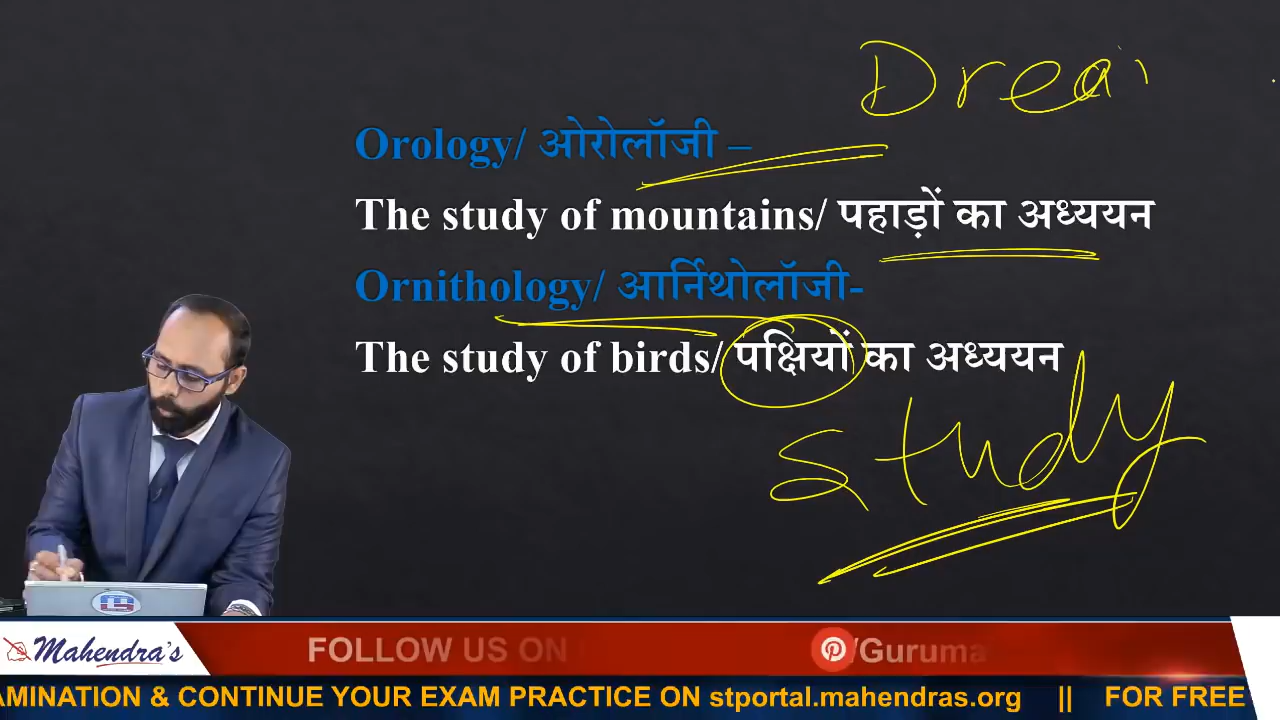 Drea
Orology/ ओरोलॉजी –
The study of mountains/ पहाड़ों का अध्ययन
Ornithology/ आर्निथोलॉजी-
The study of birds/ पक्षियों का अध्ययन
study
Mahendra's
FOLLOW US ON
/Guruma
AMINATION & CONTINUE YOUR EXAM PRACTICE ON stportal.mahendras.org || FOR FREE